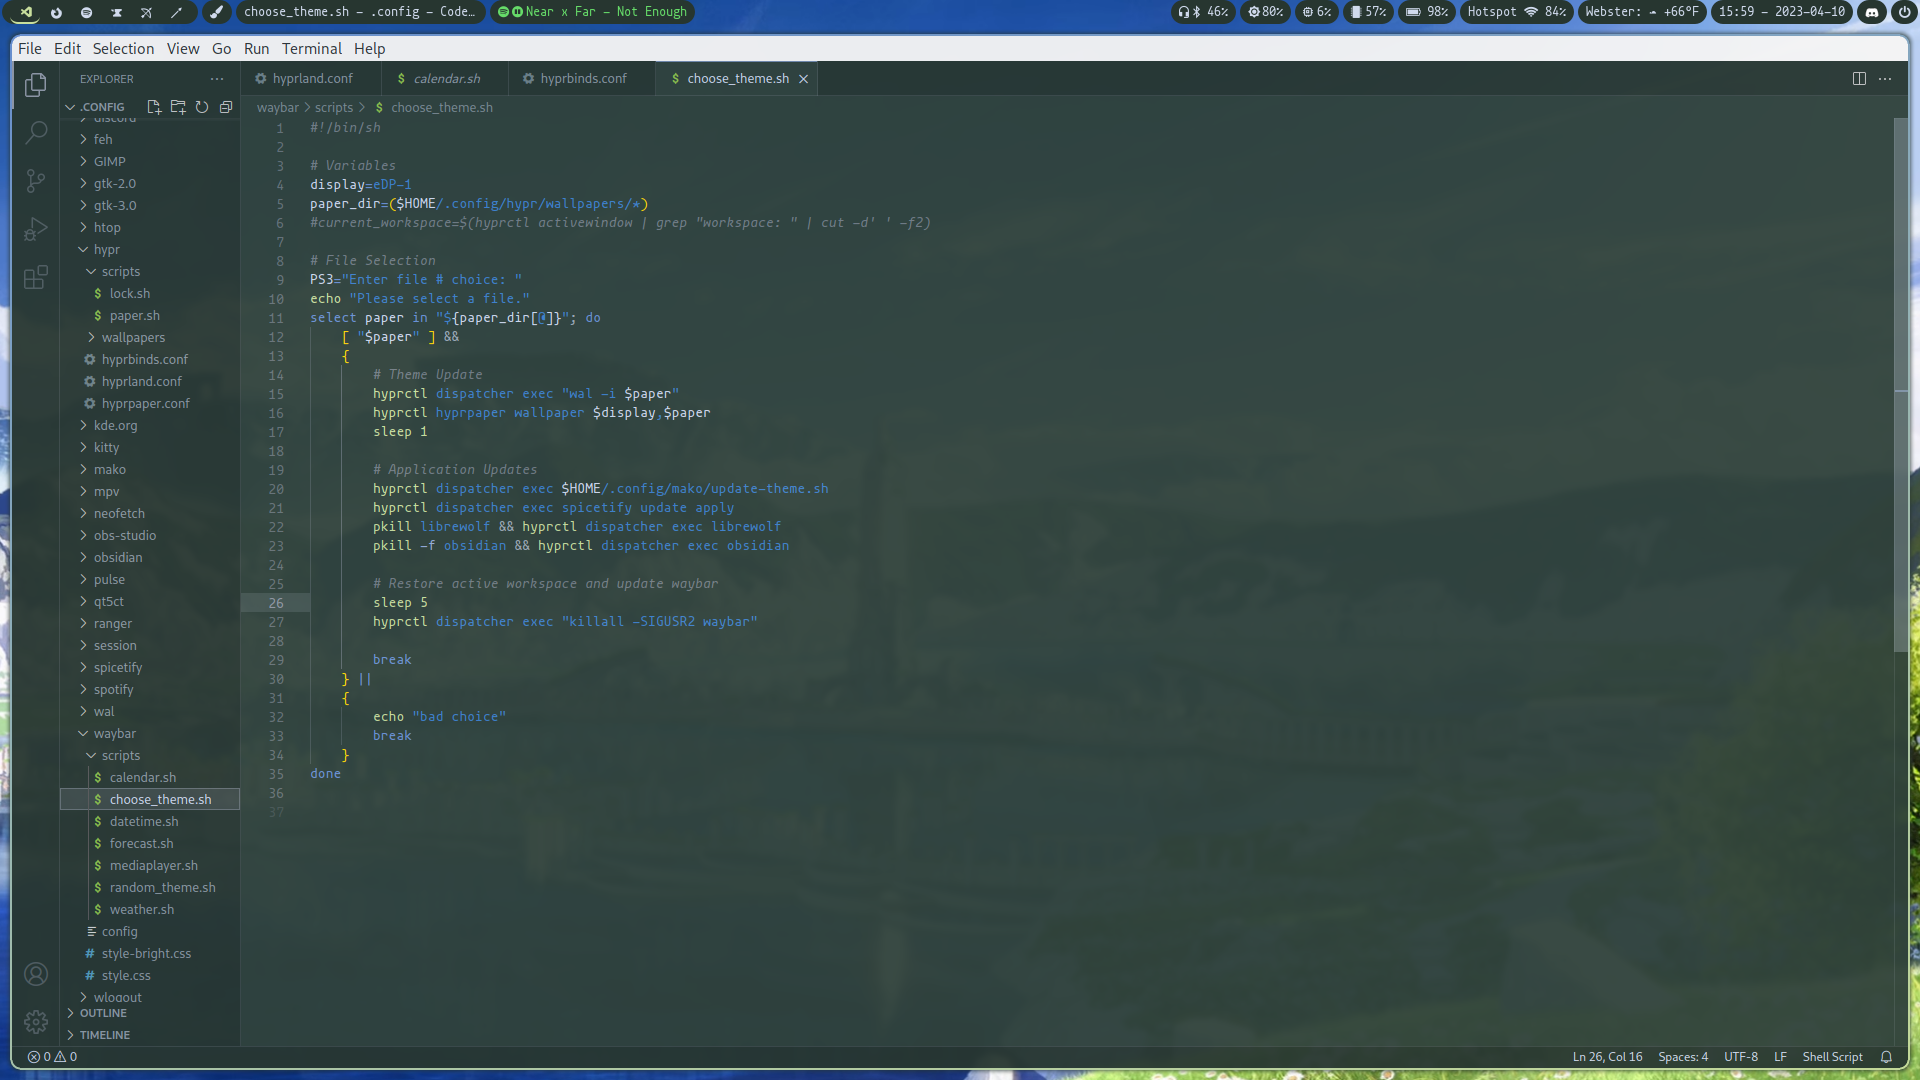 choose_theme.sh - .config - Code…
Near x Far - Not Enough
46%
80%
6%
57%
98%
Hotspot 84%
Webster: +66°F
15:59 - 2023-04-10
File Edit Selection View Go Run Terminal Help
EXPLORER
hyprland.conf
calendar.sh
hyprbinds.conf
choose_theme.sh
.CONFIG
waybar > scripts > $ choose_theme.sh
discord
feh
GIMP
gtk-2.0
gtk-3.0
htop
hypr
scripts
lock.sh
paper.sh
wallpapers
hyprbinds.conf
hyprland.conf
hyprpaper.conf
kde.org
kitty
mako
mpv
neofetch
obs-studio
obsidian
pulse
qt5ct
ranger
session
spicetify
spotify
wal
waybar
scripts
calendar.sh
choose_theme.sh
datetime.sh
forecast.sh
mediaplayer.sh
random_theme.sh
weather.sh
config
style-bright.css
style.css
wlogout
OUTLINE
TIMELINE
1 #!/bin/sh
2
3 # Variables
4 display=eDP-1
5 paper_dir=($HOME/.config/hypr/wallpapers/*)
6 #current_workspace=$(hyprctl activewindow | grep "workspace: " | cut -d' ' -f2)
7
8 # File Selection
9 PS3="Enter file # choice: "
10 echo "Please select a file."
11 select paper in "${paper_dir[@]}"; do
12 [ "$paper" ] &&
13 {
14 # Theme Update
15 hyprctl dispatcher exec "wal -i $paper"
16 hyprctl hyprpaper wallpaper $display,$paper
17 sleep 1
18
19 # Application Updates
20 hyprctl dispatcher exec $HOME/.config/mako/update-theme.sh
21 hyprctl dispatcher exec spicetify update apply
22 pkill librewolf && hyprctl dispatcher exec librewolf
23 pkill -f obsidian && hyprctl dispatcher exec obsidian
24
25 # Restore active workspace and update waybar
26 sleep 5
27 hyprctl dispatcher exec "killall -SIGUSR2 waybar"
28
29 break
30 } ||
31 {
32 echo "bad choice"
33 break
34 }
35 done
36
37
0 0
Ln 26, Col 16 Spaces: 4 UTF-8 LF Shell Script